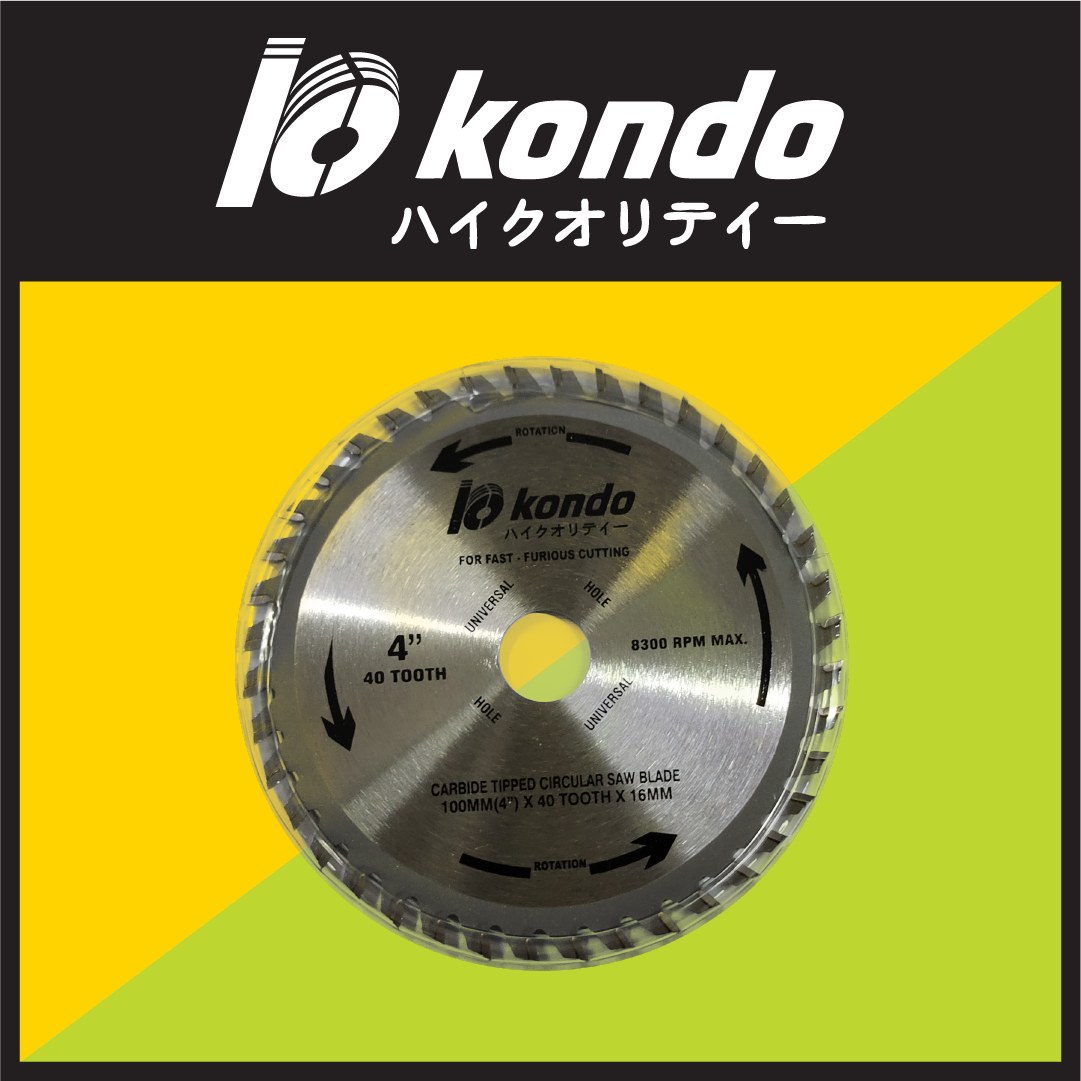 kondo
ハイクオリティー
ROTATION
kondo
ハイクオリティー
FOR FAST - FURIOUS CUTTING
UNIVERSAL
HOLE
4”
40 TOOTH
8300 RPM MAX.
HOLE
UNIVERSAL
CARBIDE TIPPED CIRCULAR SAW BLADE
100MM(4") X 40 TOOTH X 16MM
ROTATION